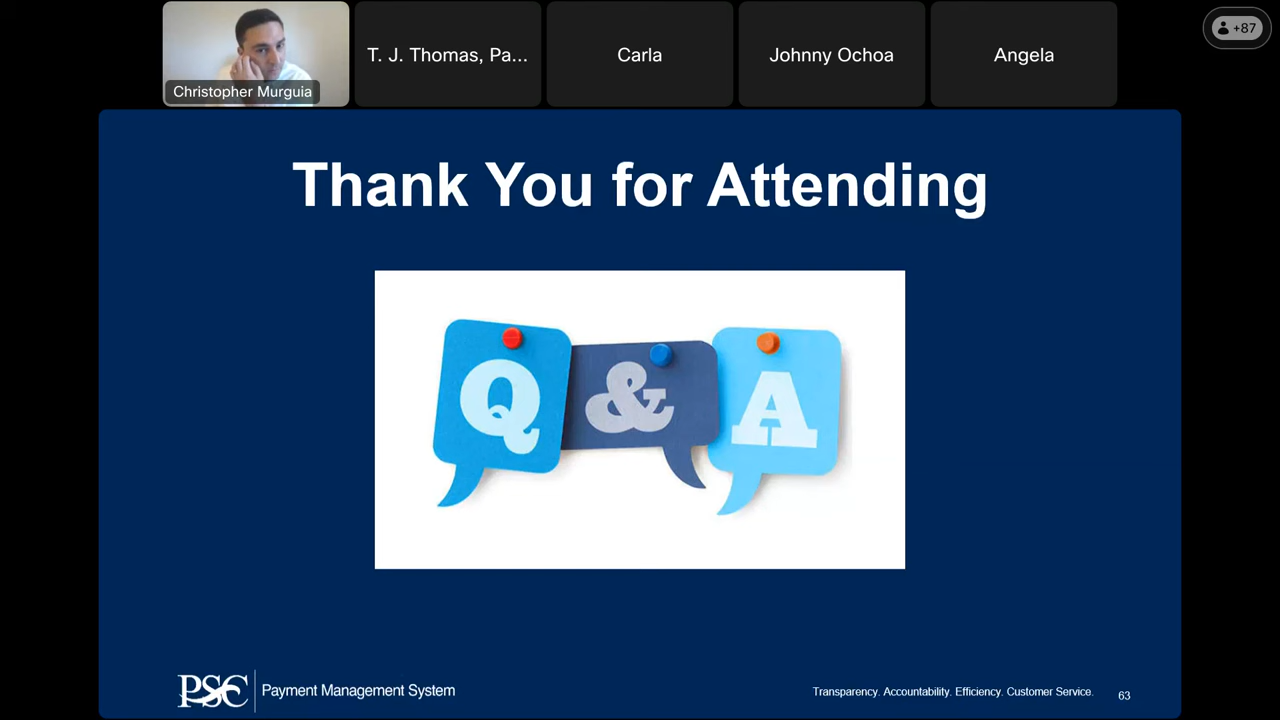 Christopher Murguia
T. J. Thomas, Pa...
Carla
Johnny Ochoa
Angela
+87
Thank You for Attending
Q & A
PSC Payment Management System
Transparency. Accountability. Efficiency. Customer Service. 63